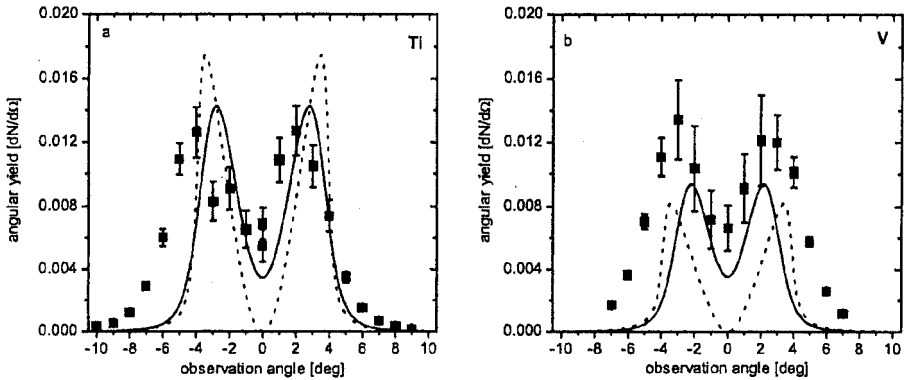 a
Ti
angular yield [dN/dΩ]
0.020
0.016
0.012
0.008
0.004
0.000
-10 -8 -6 -4 -2 0 2 4 6 8 10
observation angle [deg]
b
V
angular yield [dN/dΩ]
0.020
0.016
0.012
0.008
0.004
0.000
-10 -8 -6 -4 -2 0 2 4 6 8 10
observation angle [deg]